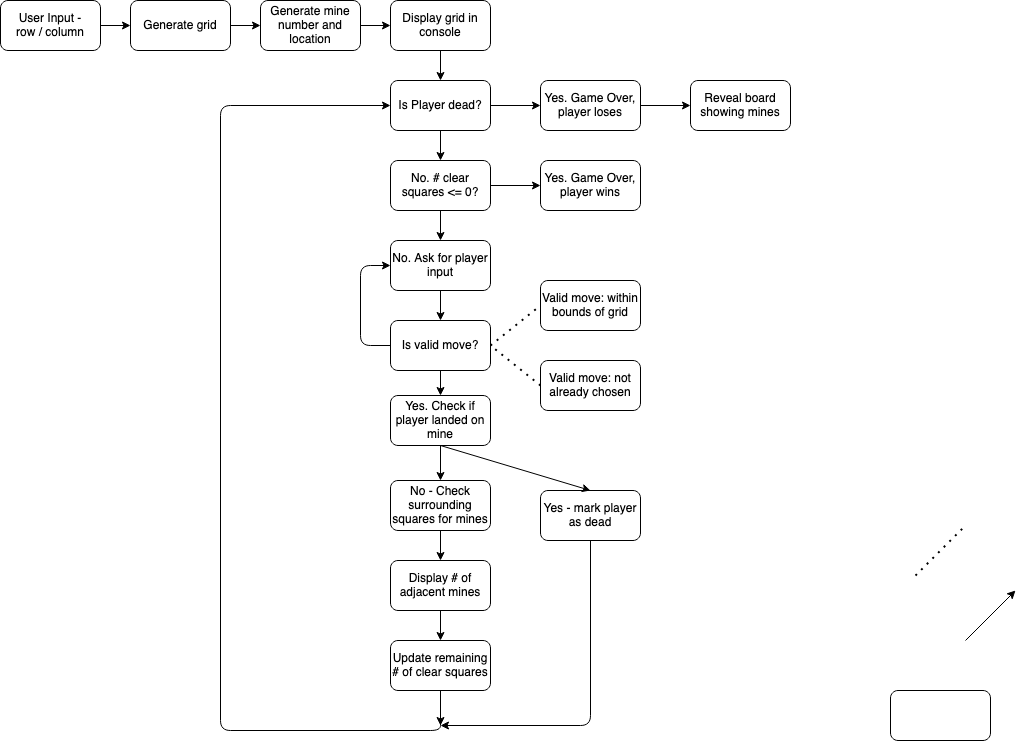 User Input -
row / column
Generate grid
Generate mine
number and
location
Display grid in
console
Is Player dead?
Yes. Game Over,
player loses
Reveal board
showing mines
No. # clear
squares <= 0?
Yes. Game Over,
player wins
No. Ask for player
input
Valid move: within
bounds of grid
Is valid move?
Valid move: not
already chosen
Yes. Check if
player landed on
mine
No - Check
surrounding
squares for mines
Yes - mark player
as dead
Display # of
adjacent mines
Update remaining
# of clear squares